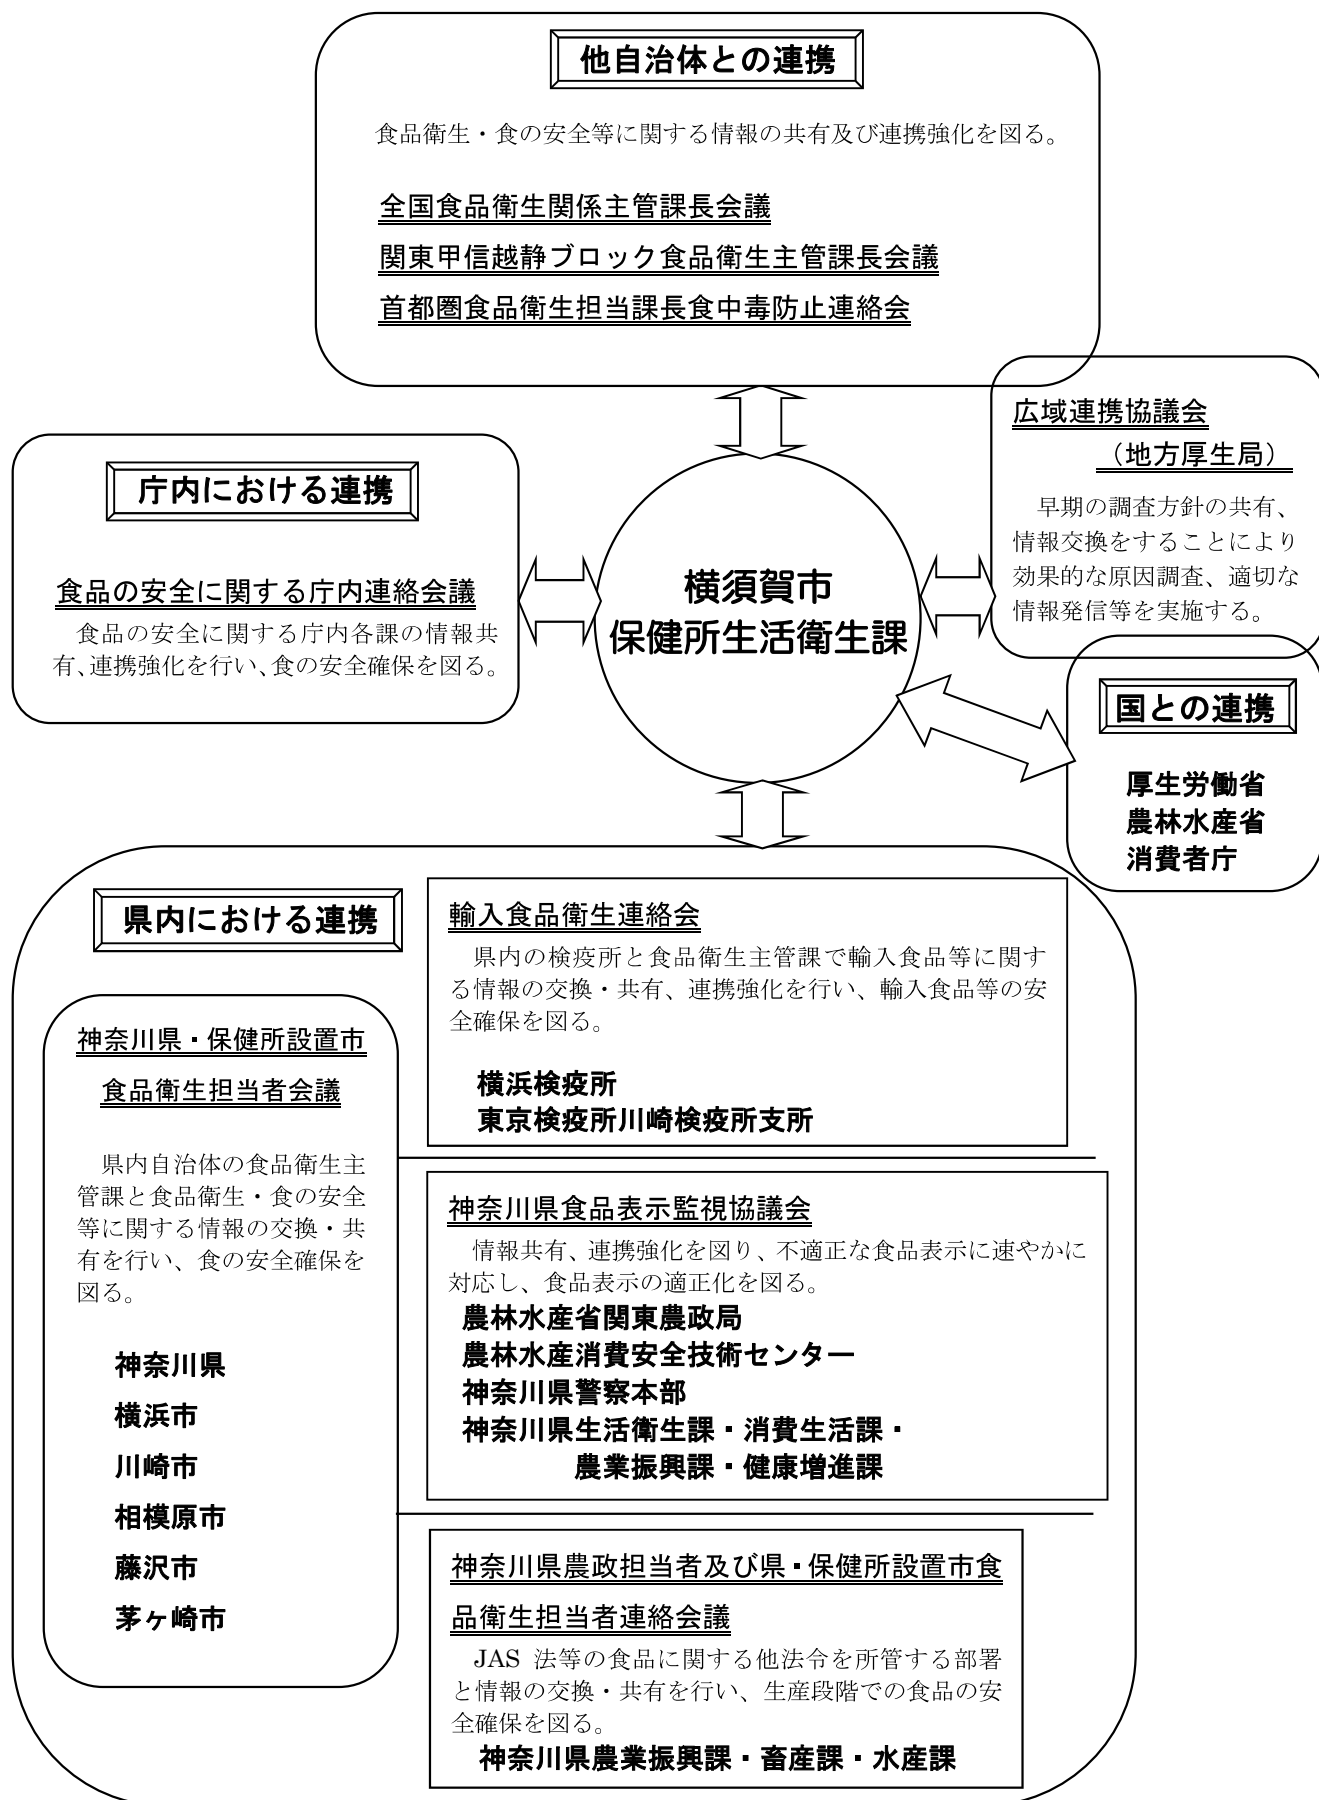 他自治体との連携
食品衛生・食の安全等に関する情報の共有及び連携強化を図る。
全国食品衛生関係主管課長会議
関東甲信越静ブロック食品衛生主管課長会議
首都圏食品衛生担当課長食中毒防止連絡会
広域連携協議会
（地方厚生局）
早期の調査方針の共有、
情報交換をすることにより
効果的な原因調査、適切な
情報発信等を実施する。
庁内における連携
食品の安全に関する庁内連絡会議
食品の安全に関する庁内各課の情報共
有、連携強化を行い、食の安全確保を図る。
横須賀市
保健所生活衛生課
国との連携
厚生労働省
農林水産省
消費者庁
県内における連携
神奈川県・保健所設置市
食品衛生担当者会議
県内自治体の食品衛生主
管課と食品衛生・食の安全
等に関する情報の交換・共
有を行い、食の安全確保を
図る。
神奈川県
横浜市
川崎市
相模原市
藤沢市
茅ヶ崎市
輸入食品衛生連絡会
県内の検疫所と食品衛生主管課で輸入食品等に関す
る情報の交換・共有、連携強化を行い、輸入食品等の安
全確保を図る。
横浜検疫所
東京検疫所川崎検疫所支所
神奈川県食品表示監視協議会
情報共有、連携強化を図り、不適正な食品表示に速やかに
対応し、食品表示の適正化を図る。
農林水産省関東農政局
農林水産消費安全技術センター
神奈川県警察本部
神奈川県生活衛生課・消費生活課・
農業振興課・健康増進課
神奈川県農政担当者及び県・保健所設置市食
品衛生担当者連絡会議
JAS 法等の食品に関する他法令を所管する部署
と情報の交換・共有を行い、生産段階での食品の安
全確保を図る。
神奈川県農業振興課・畜産課・水産課